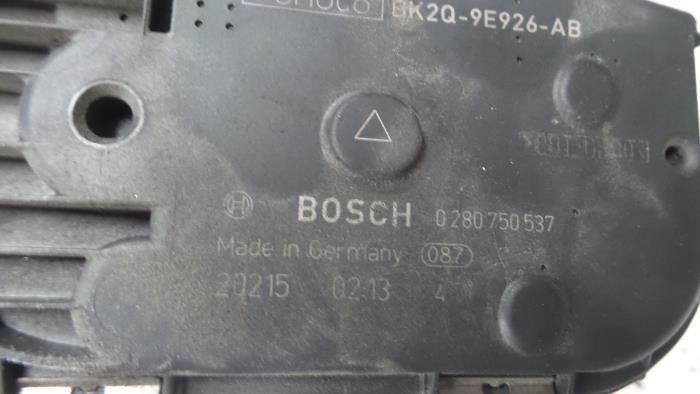 BK2Q-9E926-AB
BOSCH 0 280 750 537
Made in Germany 087
20215 02:13 4